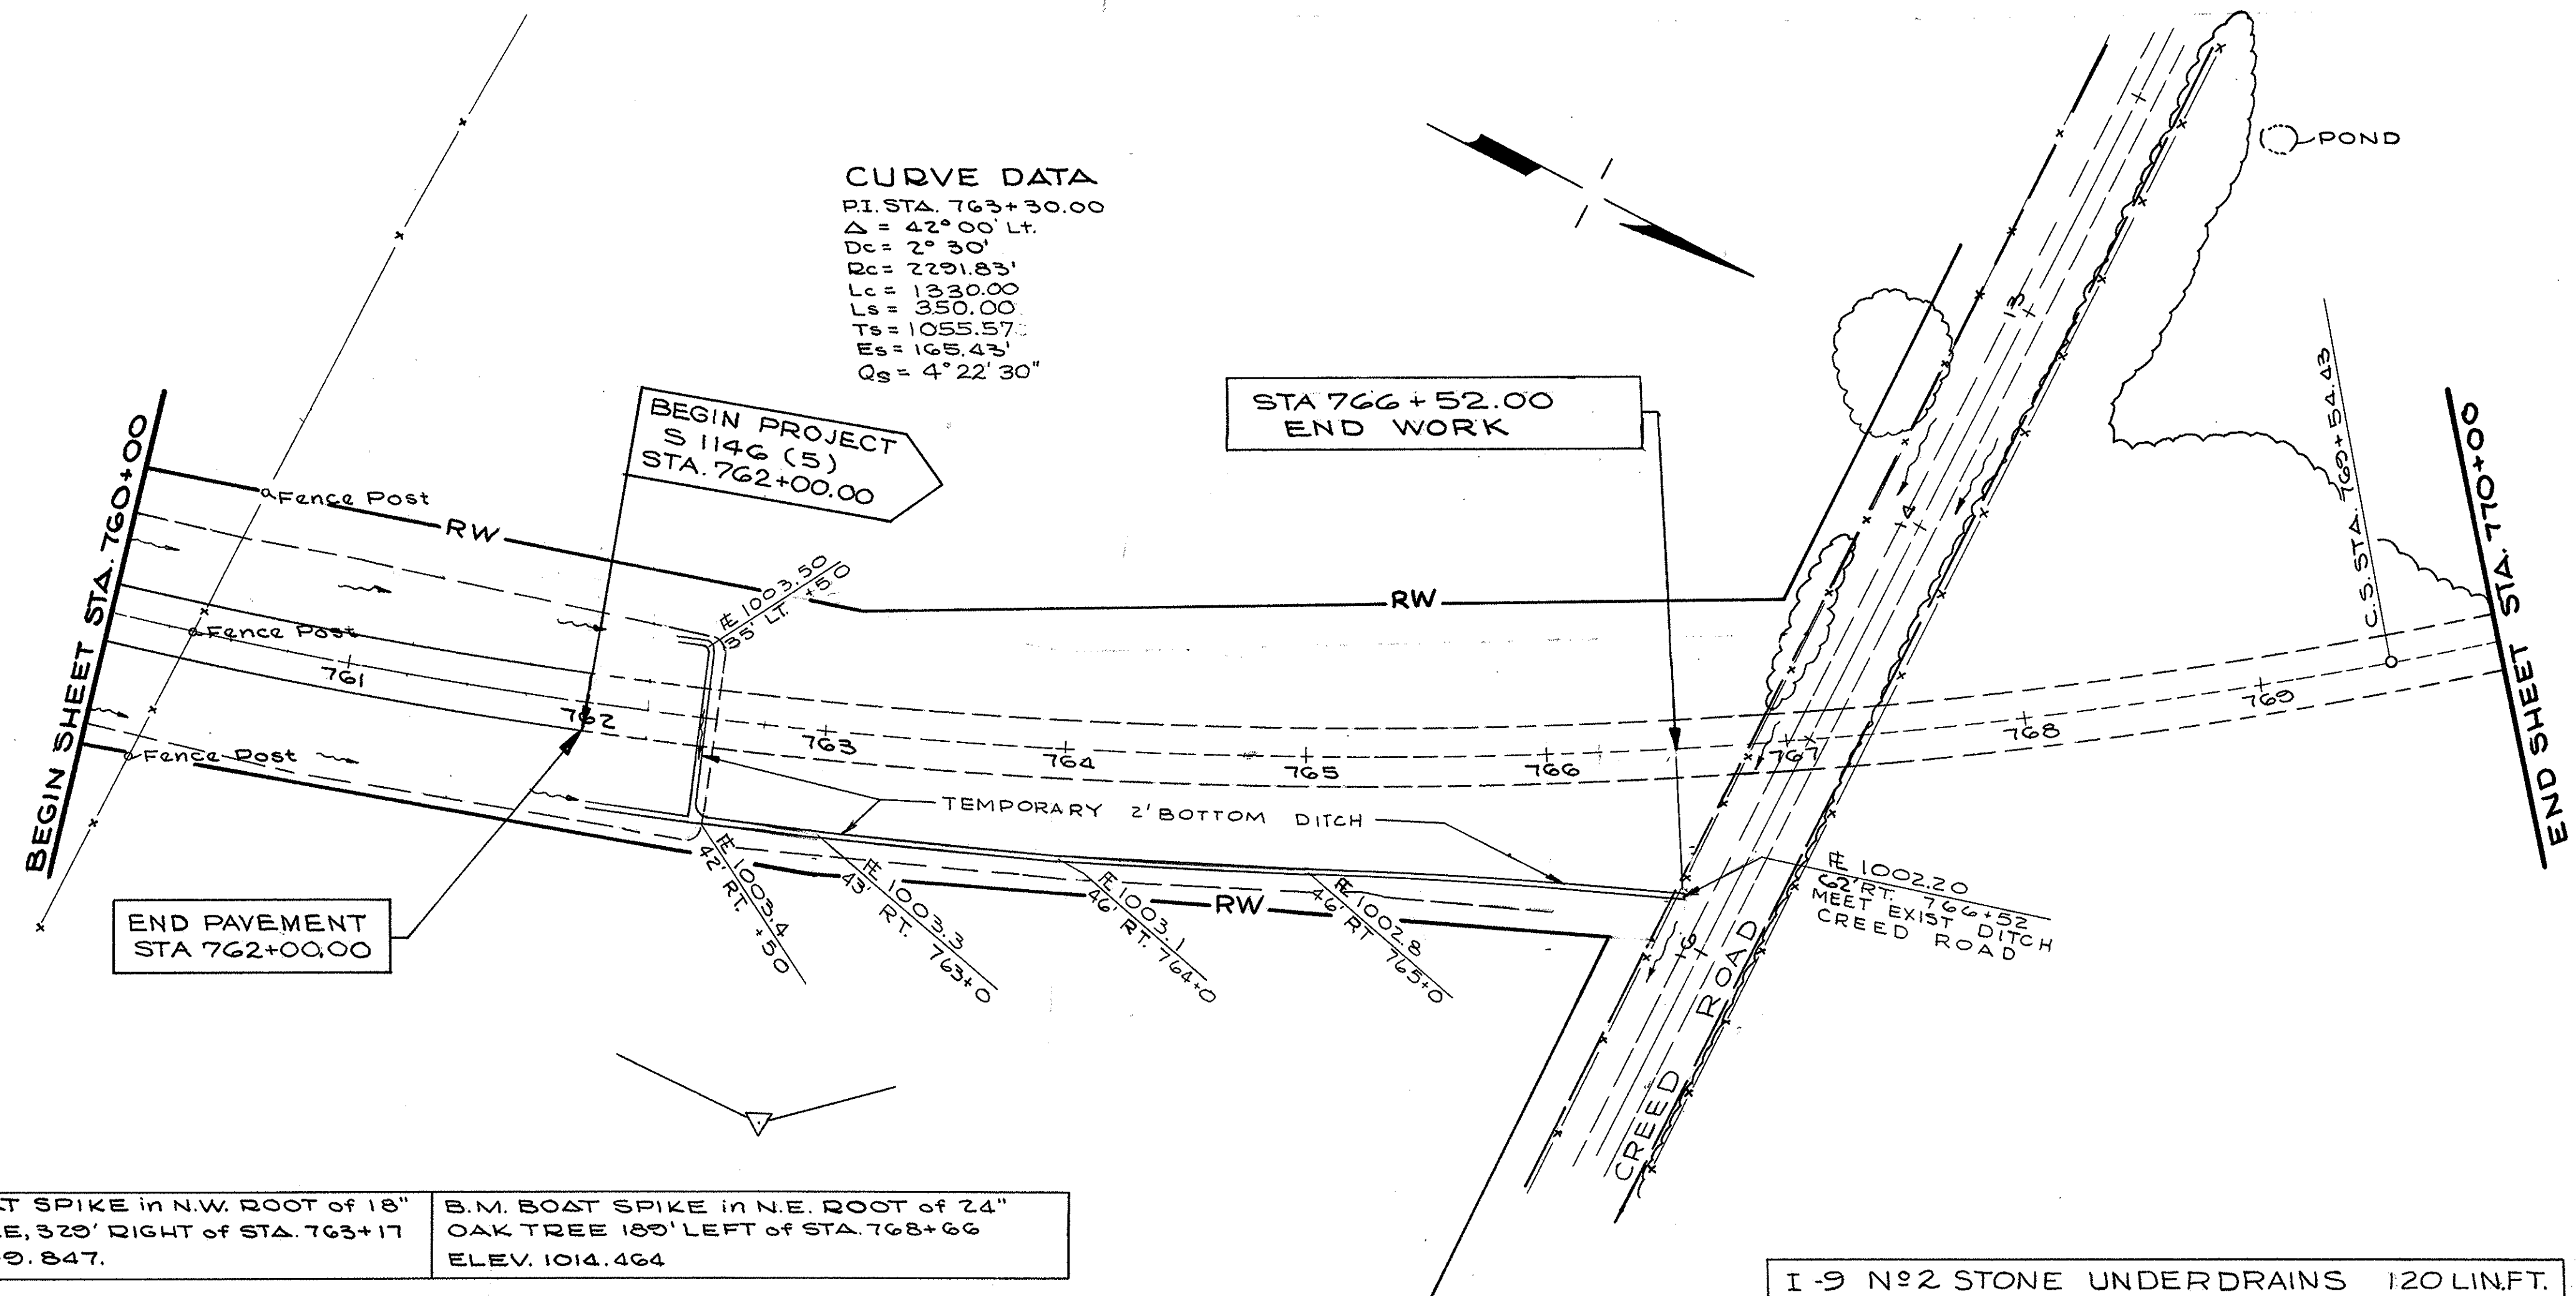 POND
CURVE DATA
P.I. STA. 763+30.00
Δ = 42°00' Lt.
Dc = 2°30'
Rc = 2291.83'
Lc = 1330.00
Ls = 350.00
Ts = 1055.57
Es = 165.43'
Qs = 4°22'30"
BEGIN PROJECT
S 1146 (5)
STA. 762+00.00
STA 766+52.00
END WORK
BEGIN SHEET STA. 760+00
END SHEET STA. 770+00
C.S. STA. 769+54.43
Fence Post
RW
Fence Post
Fence Post
RW
RW
1003.50
35' LT. +50
13
14
16
761
762
763
764
765
766
767
768
769
TEMPORARY 2' BOTTOM DITCH
1003.4
42' RT. +50
1003.3
43' RT. 763+0
1003.1
46' RT. 764+0
1002.8
46' RT 765+0
1002.20
62' RT. 766+52
MEET EXIST DITCH
CREED ROAD
END PAVEMENT
STA 762+00.00
CREED ROAD
T SPIKE in N.W. ROOT of 18"
E, 329' RIGHT of STA. 763+17
9.847.
B.M. BOAT SPIKE in N.E. ROOT of 24"
OAK TREE 189' LEFT of STA. 768+66
ELEV. 1014.464
I-9 Nº2 STONE UNDERDRAINS 120 LIN.FT.